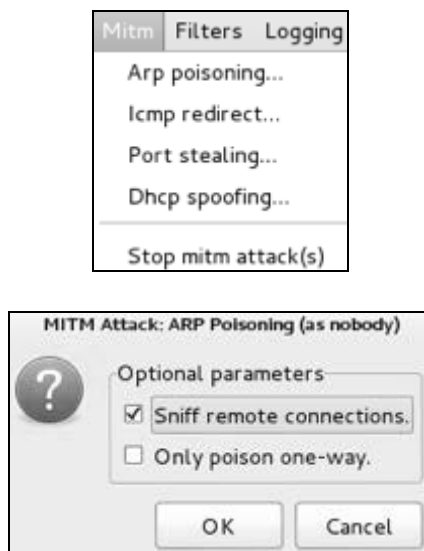 Mitm Filters Logging
Arp poisoning...
Icmp redirect...
Port stealing...
Dhcp spoofing...
Stop mitm attack(s)
MITM Attack: ARP Poisoning (as nobody)
?
Optional parameters
Sniff remote connections.
Only poison one-way.
OK Cancel